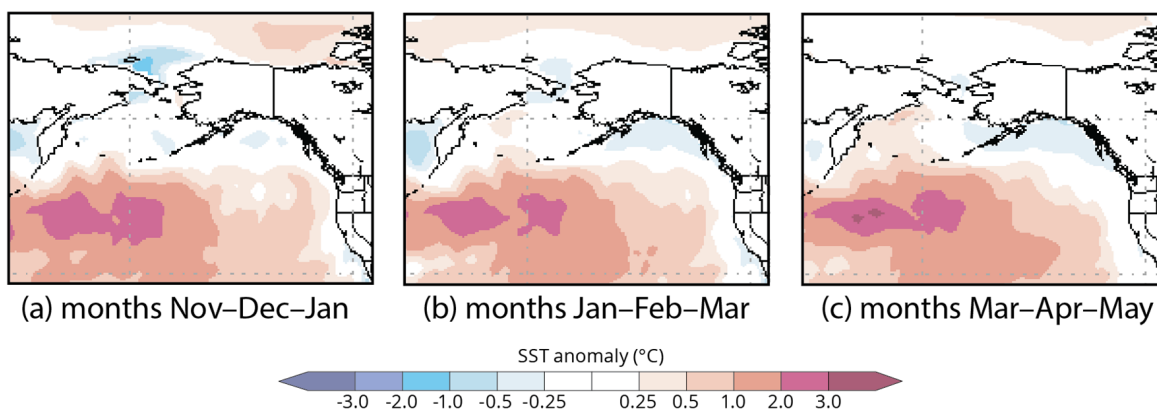 (a) months Nov–Dec–Jan
(b) months Jan–Feb–Mar
(c) months Mar–Apr–May
SST anomaly (°C)
-3.0 -2.0 -1.0 -0.5 -0.25 0.25 0.5 1.0 2.0 3.0